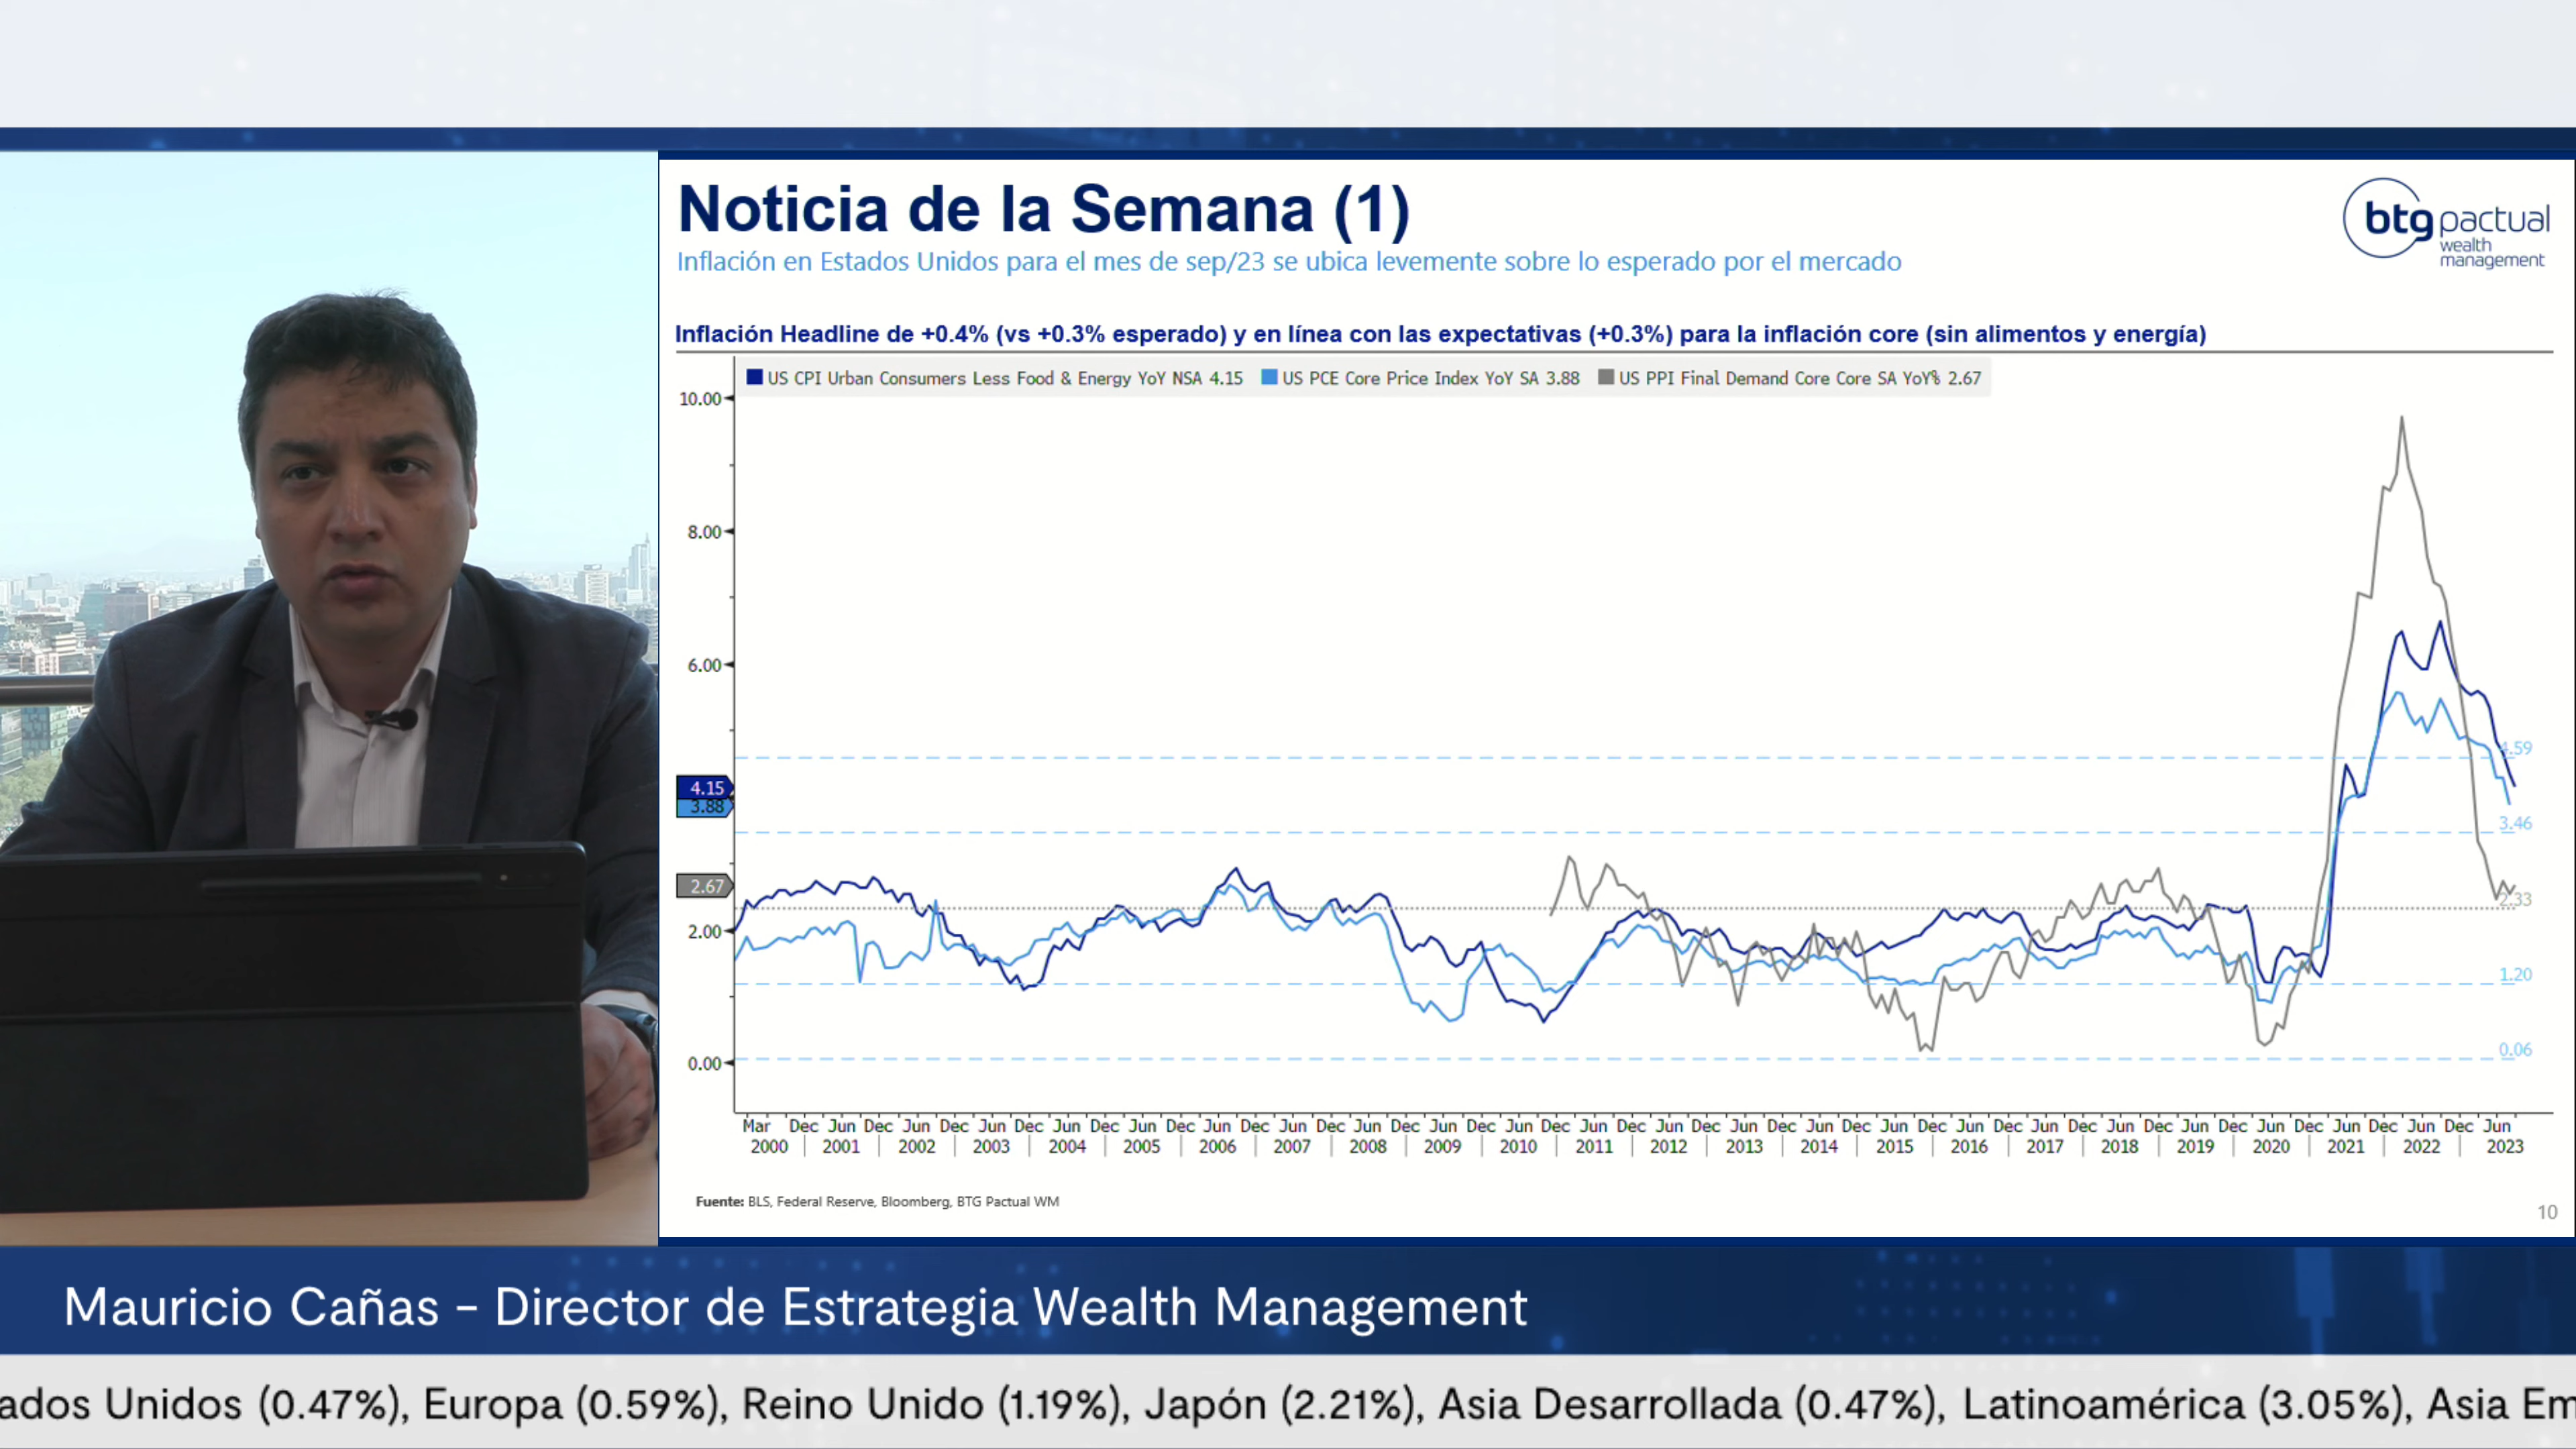 Noticia de la Semana (1)
Inflación en Estados Unidos para el mes de sep/23 se ubica levemente sobre lo esperado por el mercado
btg pactual
wealth
management
Inflación Headline de +0.4% (vs +0.3% esperado) y en línea con las expectativas (+0.3%) para la inflación core (sin alimentos y energía)
US CPI Urban Consumers Less Food & Energy YoY NSA 4.15 US PCE Core Price Index YoY SA 3.88 US PPI Final Demand Core Core SA YoY% 2.67
10.00
8.00
6.00
4.59
4.15
3.88
3.46
2.67
2.33
2.00
1.20
0.06
0.00
Mar Dec Jun Dec Jun Dec Jun Dec Jun Dec Jun Dec Jun Dec Jun Dec Jun Dec Jun Dec Jun Dec Jun Dec Jun Dec Jun Dec Jun Dec Jun Dec Jun Dec Jun Dec Jun Dec Jun Dec Jun Dec Jun Dec Jun Dec Jun
2000 2001 2002 2003 2004 2005 2006 2007 2008 2009 2010 2011 2012 2013 2014 2015 2016 2017 2018 2019 2020 2021 2022 2023
Fuente: BLS, Federal Reserve, Bloomberg, BTG Pactual WM
10
Mauricio Cañas - Director de Estrategia Wealth Management
ados Unidos (0.47%), Europa (0.59%), Reino Unido (1.19%), Japón (2.21%), Asia Desarrollada (0.47%), Latinoamérica (3.05%), Asia Em